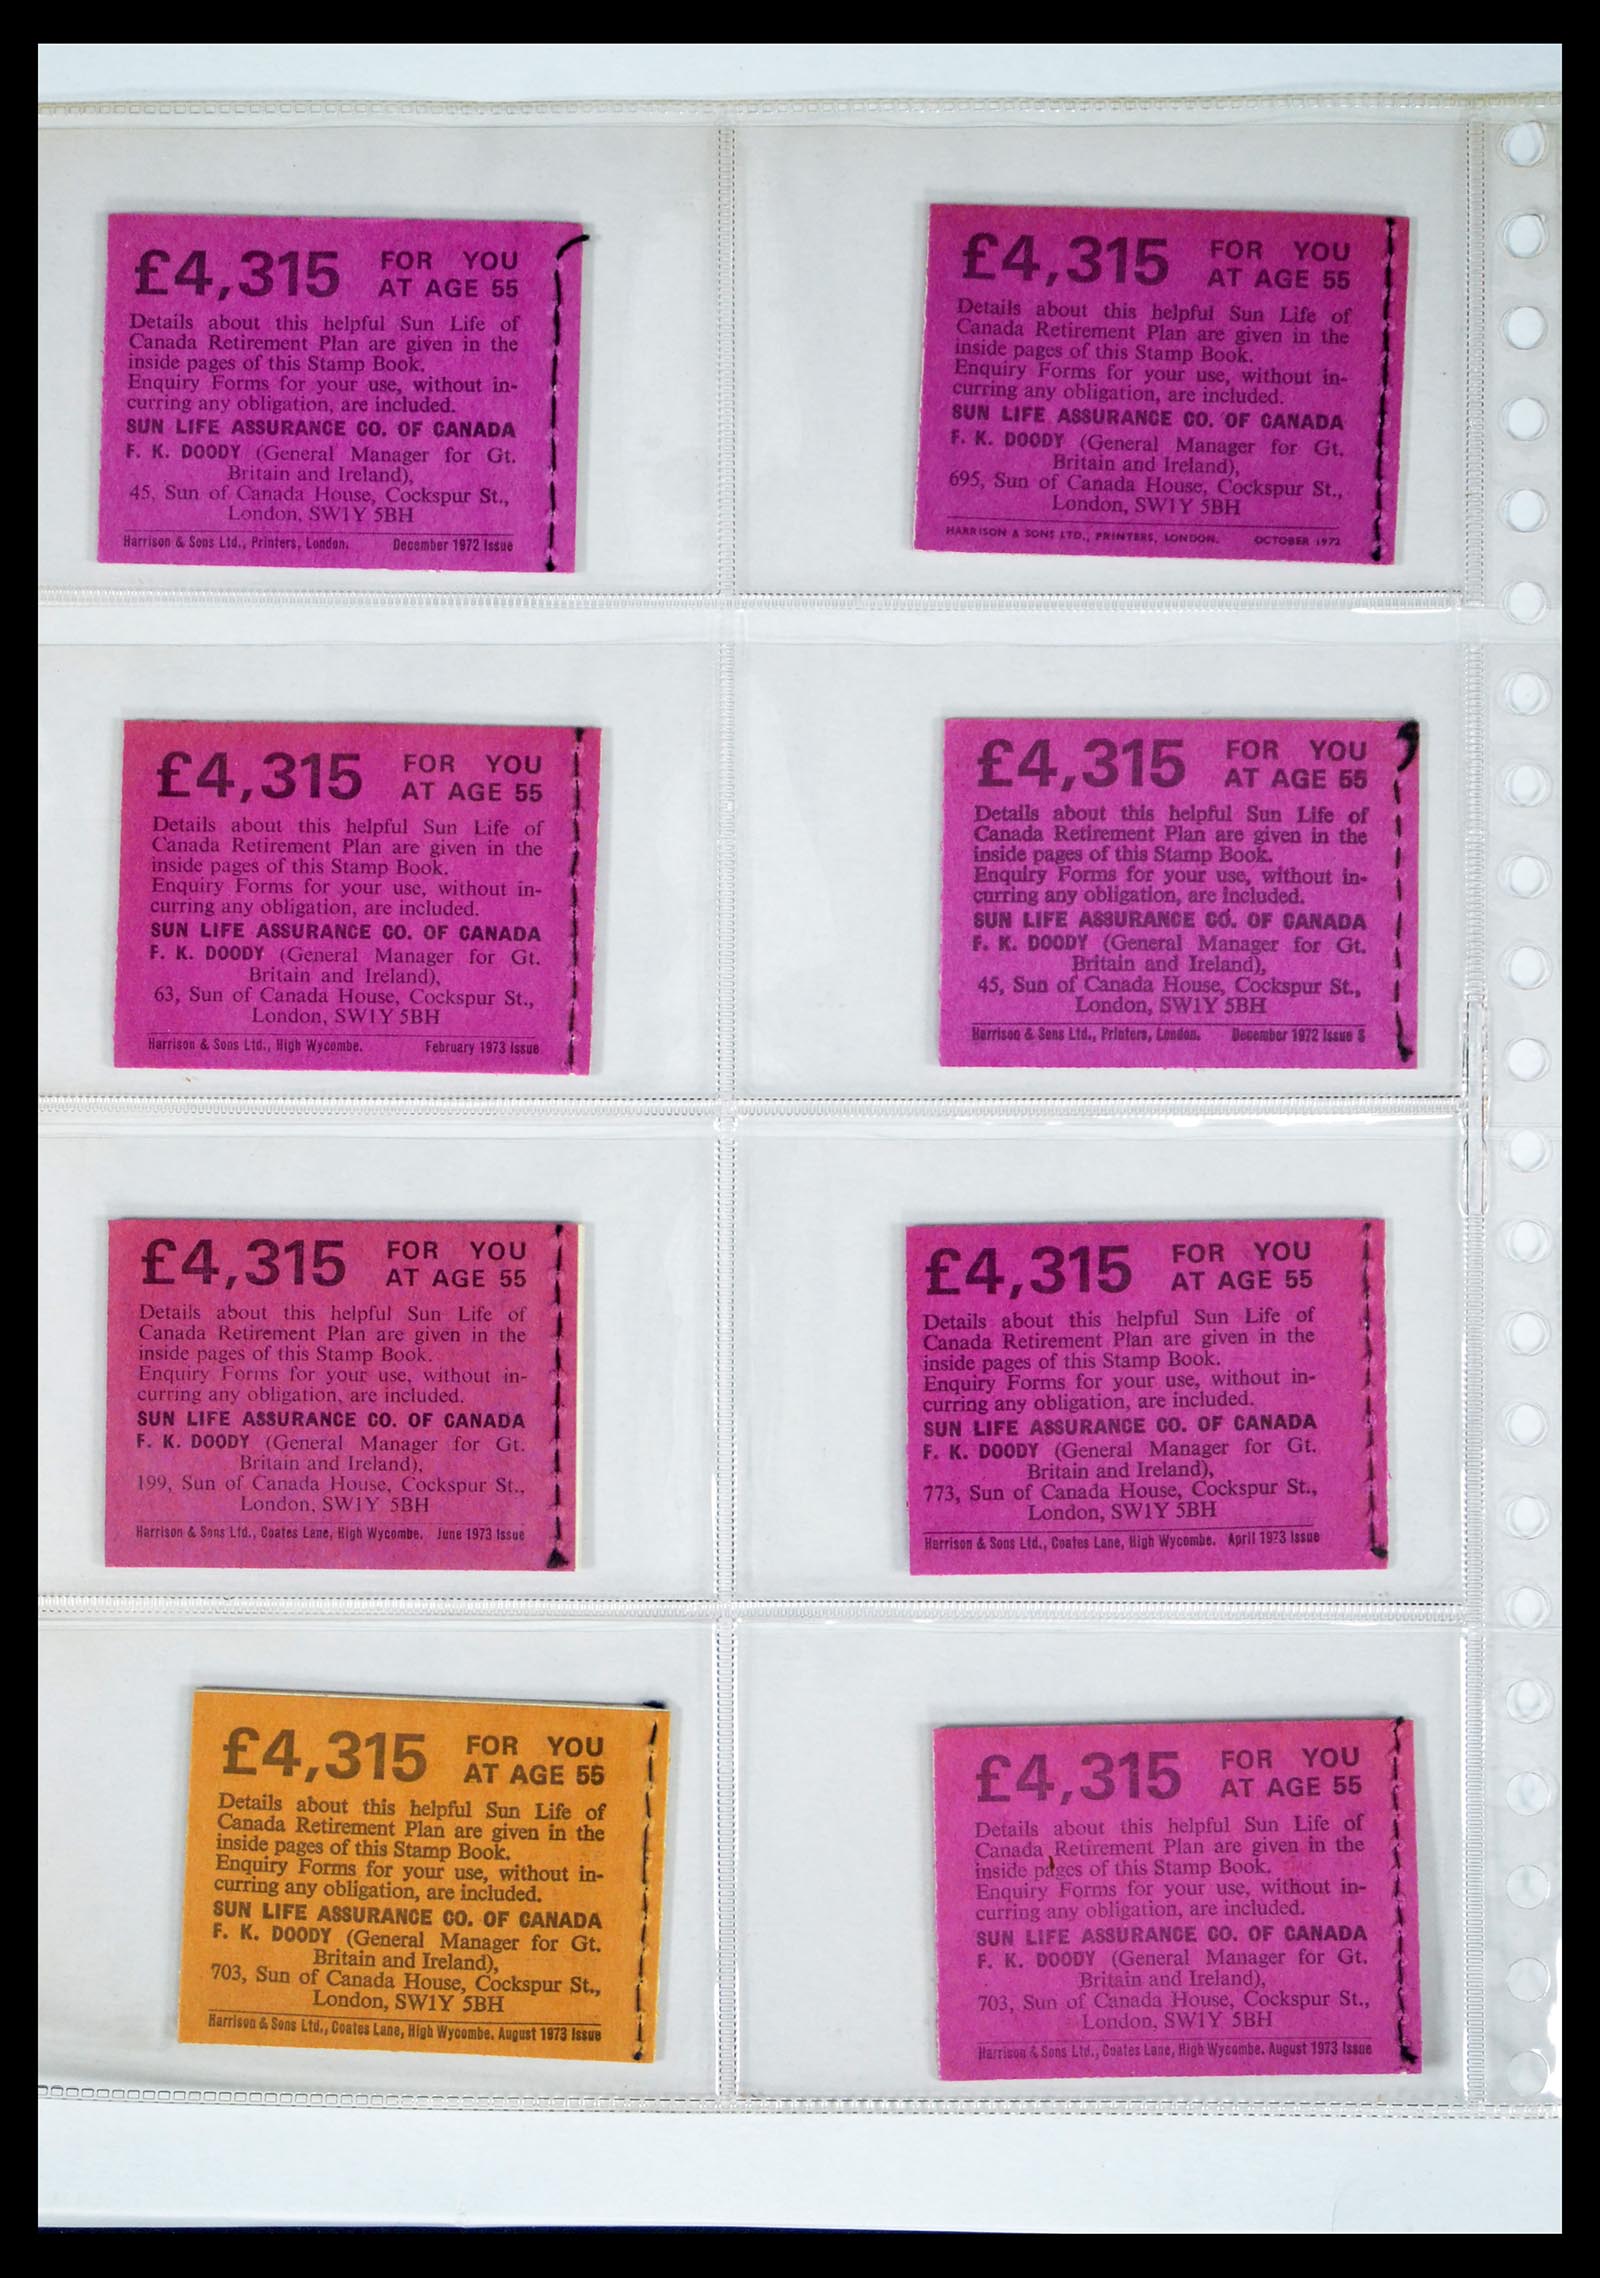 £4,315 FOR YOU
AT AGE 55
Details about this helpful Sun Life of
Canada Retirement Plan are given in the
inside pages of this Stamp Book.
Enquiry Forms for your use, without in-
curring any obligation, are included.
SUN LIFE ASSURANCE CO. OF CANADA
F. K. DOODY (General Manager for Gt.
Britain and Ireland),
45, Sun of Canada House, Cockspur St.,
London, SW1Y 5BH
Harrison & Sons Ltd., Printers, London. December 1972 Issue
£4,315 FOR YOU
AT AGE 55
Details about this helpful Sun Life of
Canada Retirement Plan are given in the
inside pages of this Stamp Book.
Enquiry Forms for your use, without in-
curring any obligation, are included.
SUN LIFE ASSURANCE CO. OF CANADA
F. K. DOODY (General Manager for Gt.
Britain and Ireland),
695, Sun of Canada House, Cockspur St.,
London, SW1Y 5BH
HARRISON & SONS LTD., PRINTERS, LONDON. OCTOBER 1972
£4,315 FOR YOU
AT AGE 55
Details about this helpful Sun Life of
Canada Retirement Plan are given in the
inside pages of this Stamp Book.
Enquiry Forms for your use, without in-
curring any obligation, are included.
SUN LIFE ASSURANCE CO. OF CANADA
F. K. DOODY (General Manager for Gt.
Britain and Ireland),
63, Sun of Canada House, Cockspur St.,
London, SW1Y 5BH
Harrison & Sons Ltd., High Wycombe. February 1973 Issue
£4,315 FOR YOU
AT AGE 55
Details about this helpful Sun Life of
Canada Retirement Plan are given in the
inside pages of this Stamp Book.
Enquiry Forms for your use, without in-
curring any obligation, are included.
SUN LIFE ASSURANCE CO. OF CANADA
F. K. DOODY (General Manager for Gt.
Britain and Ireland),
45, Sun of Canada House, Cockspur St.,
London, SW1Y 5BH
Harrison & Sons Ltd., Printers, London. December 1972 Issue S
£4,315 FOR YOU
AT AGE 55
Details about this helpful Sun Life of
Canada Retirement Plan are given in the
inside pages of this Stamp Book.
Enquiry Forms for your use, without in-
curring any obligation, are included.
SUN LIFE ASSURANCE CO. OF CANADA
F. K. DOODY (General Manager for Gt.
Britain and Ireland),
199, Sun of Canada House, Cockspur St.,
London, SW1Y 5BH
Harrison & Sons Ltd., Coates Lane, High Wycombe. June 1973 Issue
£4,315 FOR YOU
AT AGE 55
Details about this helpful Sun Life of
Canada Retirement Plan are given in the
inside pages of this Stamp Book.
Enquiry Forms for your use, without in-
curring any obligation, are included.
SUN LIFE ASSURANCE CO. OF CANADA
F. K. DOODY (General Manager for Gt.
Britain and Ireland),
773, Sun of Canada House, Cockspur St.,
London, SW1Y 5BH
Harrison & Sons Ltd., Coates Lane, High Wycombe. April 1973 Issue
£4,315 FOR YOU
AT AGE 55
Details about this helpful Sun Life of
Canada Retirement Plan are given in the
inside pages of this Stamp Book.
Enquiry Forms for your use, without in-
curring any obligation, are included.
SUN LIFE ASSURANCE CO. OF CANADA
F. K. DOODY (General Manager for Gt.
Britain and Ireland),
703, Sun of Canada House, Cockspur St.,
London, SW1Y 5BH
Harrison & Sons Ltd., Coates Lane, High Wycombe. August 1973 Issue
£4,315 FOR YOU
AT AGE 55
Details about this helpful Sun Life of
Canada Retirement Plan are given in the
inside pages of this Stamp Book.
Enquiry Forms for your use, without in-
curring any obligation, are included.
SUN LIFE ASSURANCE CO. OF CANADA
F. K. DOODY (General Manager for Gt.
Britain and Ireland),
703, Sun of Canada House, Cockspur St.,
London, SW1Y 5BH
Harrison & Sons Ltd., Coates Lane, High Wycombe. August 1973 Issue